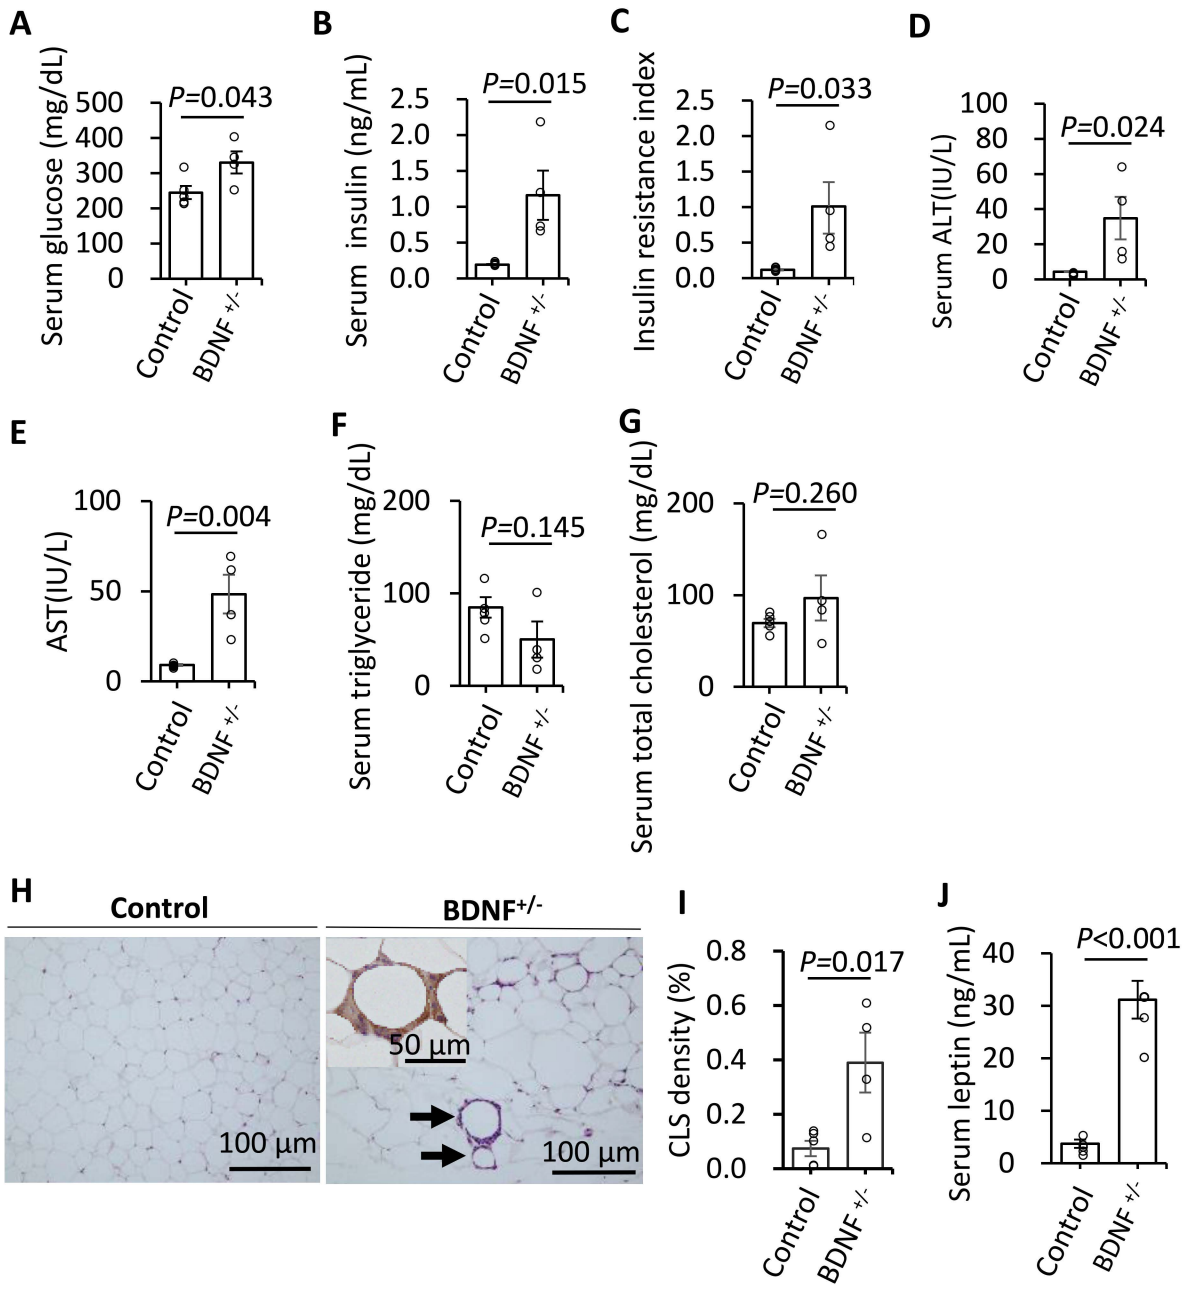 A
Serum glucose (mg/dL)
P=0.043
500
400
300
200
100
0
Control
BDNF +/-
B
Serum insulin (ng/mL)
P=0.015
2.5
2.0
1.5
1.0
0.5
0.0
Control
BDNF +/-
C
Insulin resistance index
P=0.033
2.5
2.0
1.5
1.0
0.5
0.0
Control
BDNF +/-
D
Serum ALT(IU/L)
P=0.024
100
80
60
40
20
0
Control
BDNF +/-
E
AST(IU/L)
P=0.004
100
50
0
Control
BDNF +/-
F
Serum triglyceride (mg/dL)
P=0.145
200
100
0
Control
BDNF +/-
G
Serum total cholesterol (mg/dL)
P=0.260
200
100
0
Control
BDNF +/-
H
Control
BDNF+/-
100 μm
50 μm
100 μm
I
CLS density (%)
P=0.017
0.8
0.6
0.4
0.2
0.0
Control
BDNF +/-
J
Serum leptin (ng/mL)
P<0.001
40
30
20
10
0
Control
BDNF +/-